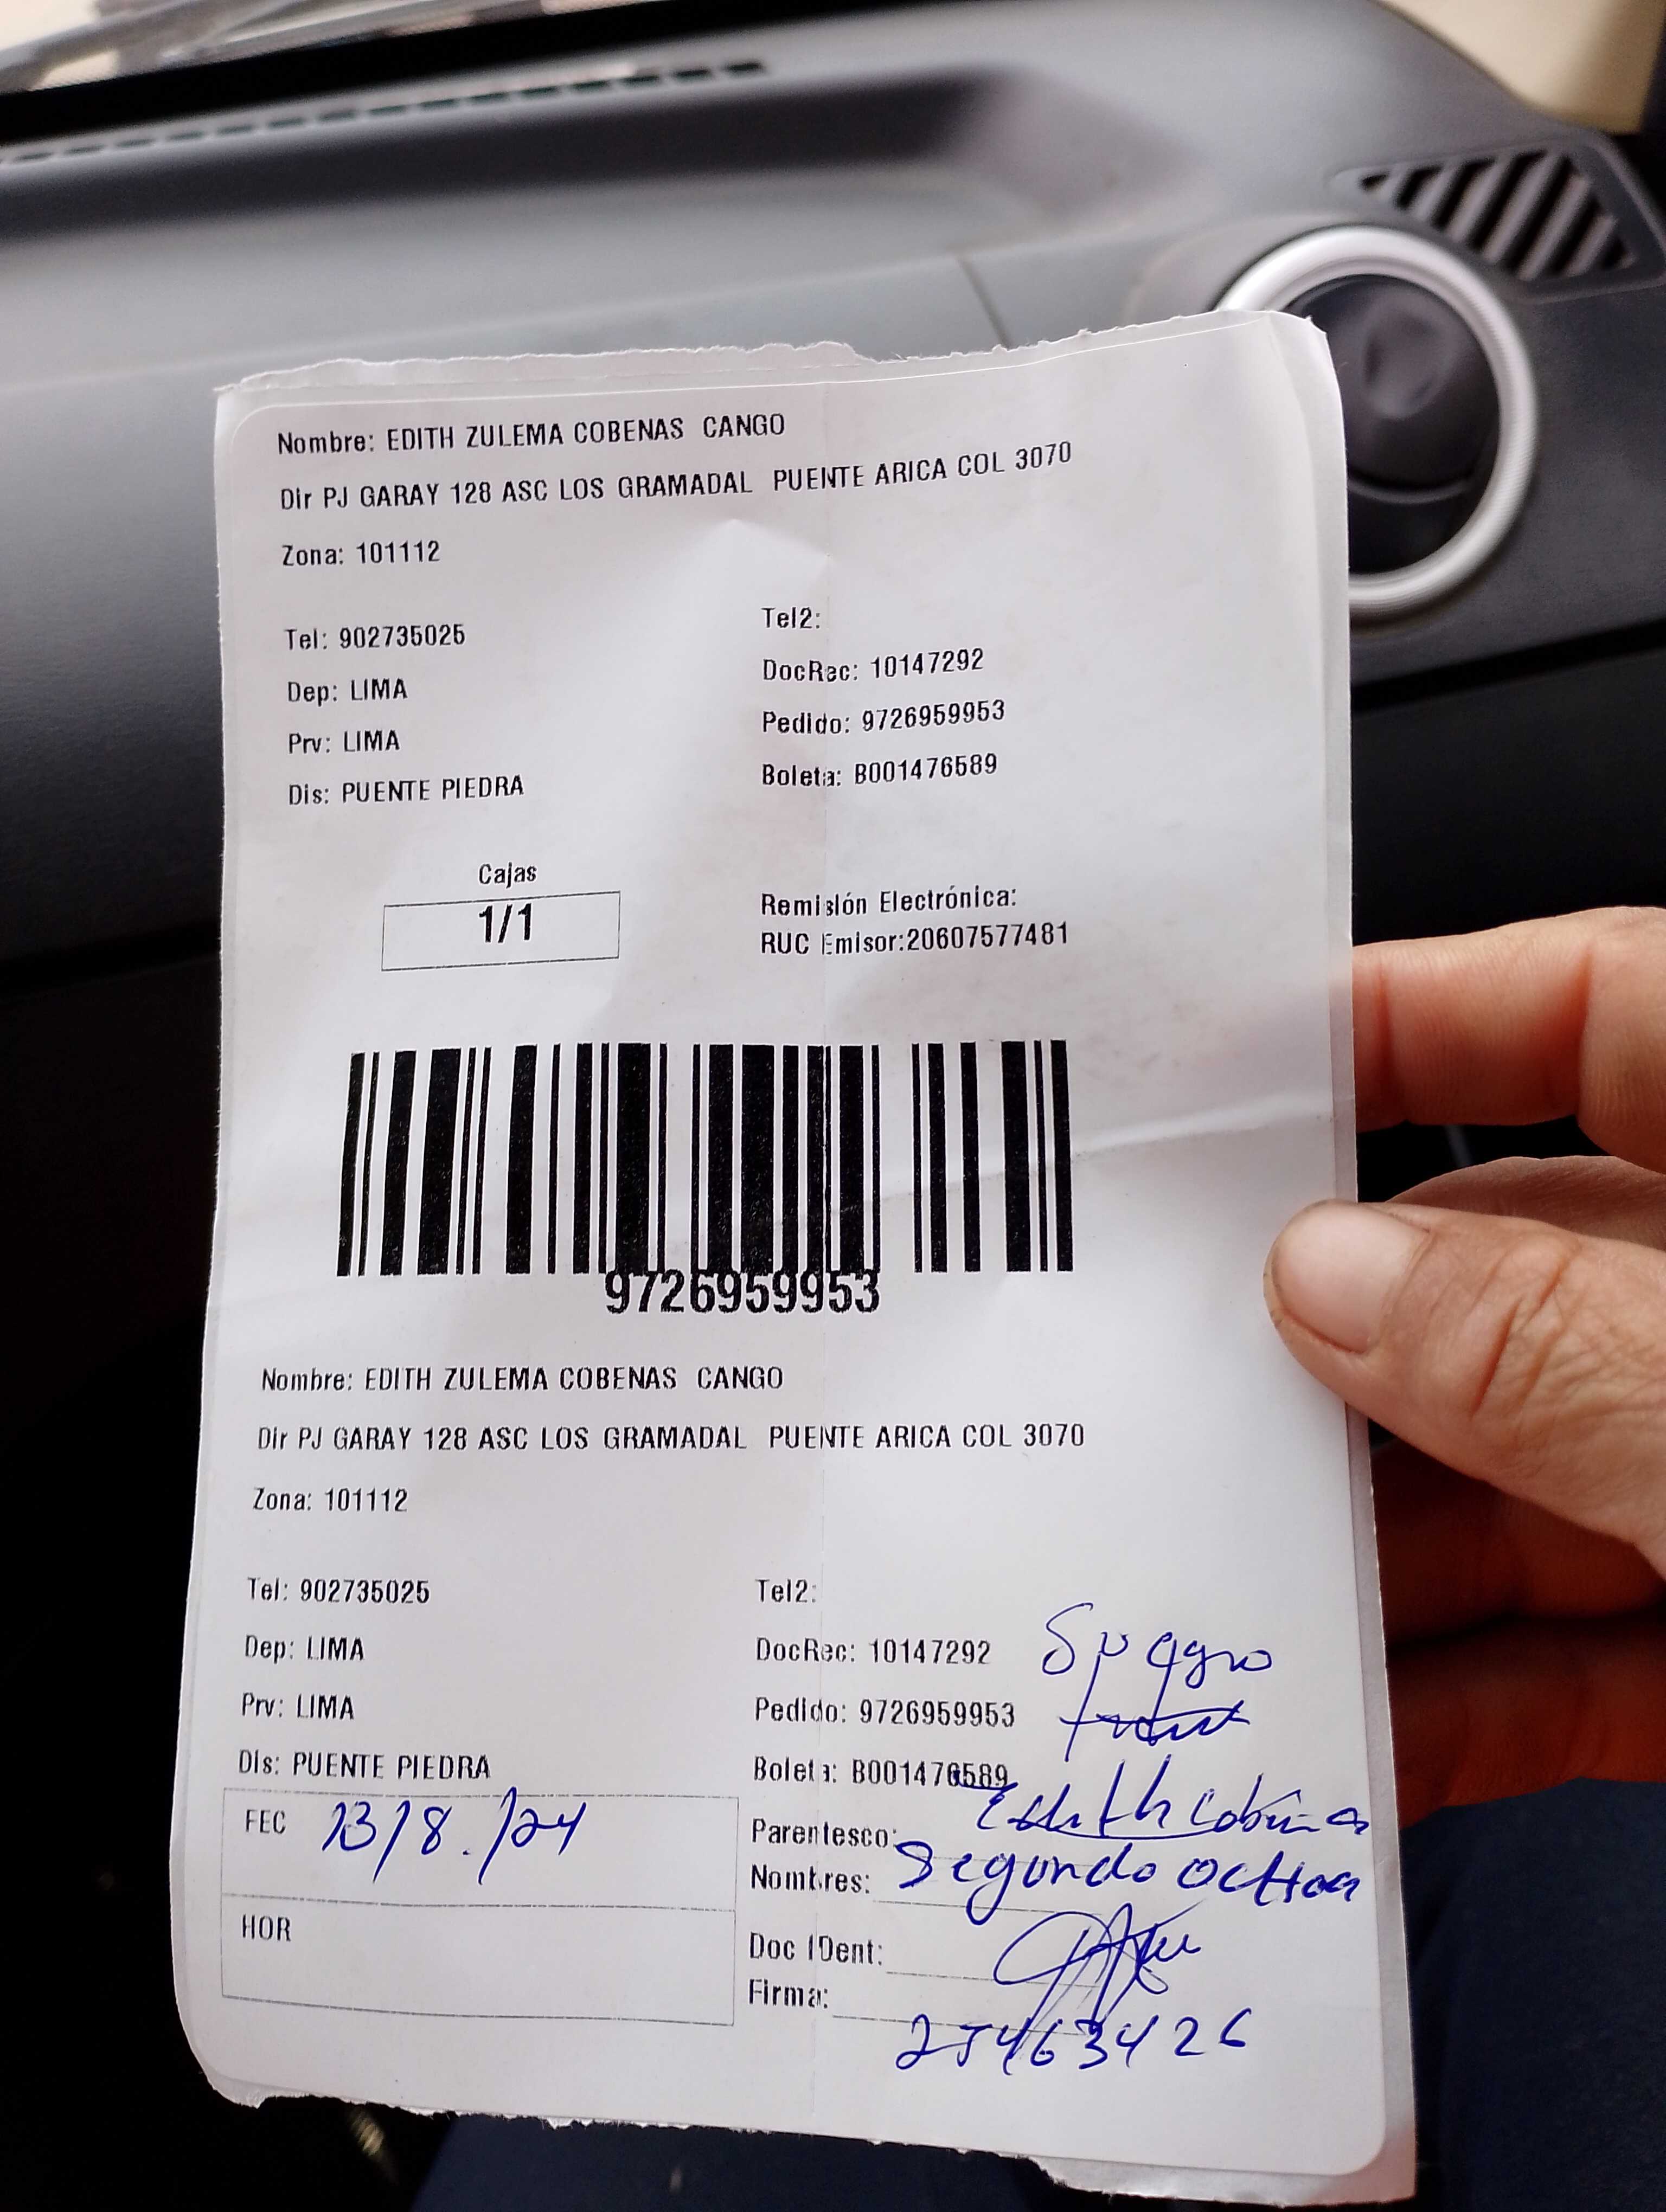 Nombre: EDITH ZULEMA COBENAS CANGO
Dir PJ GARAY 128 ASC LOS GRAMADAL PUENTE ARICA COL 3070
Zona: 101112
Tel: 902735025
Tel2:
Dep: LIMA
DocRec: 10147292
Prv: LIMA
Pedido: 9726959953
Dis: PUENTE PIEDRA
Boleta: B001476589
Cajas
1/1
Remisión Electrónica:
RUC Emisor:20607577481
9726959953
Nombre: EDITH ZULEMA COBENAS CANGO
Dir PJ GARAY 128 ASC LOS GRAMADAL PUENTE ARICA COL 3070
Zona: 101112
Tel: 902735025
Tel2:
Dep: LIMA
DocRec: 10147292
Prv: LIMA
Pedido: 9726959953
Dis: PUENTE PIEDRA
Boleta: B001476589
FEC 13/8./24
Edith
Parentesco:
Nombres: Segundo Ochoa
HOR
Doc IDent:
Firma:
25463426